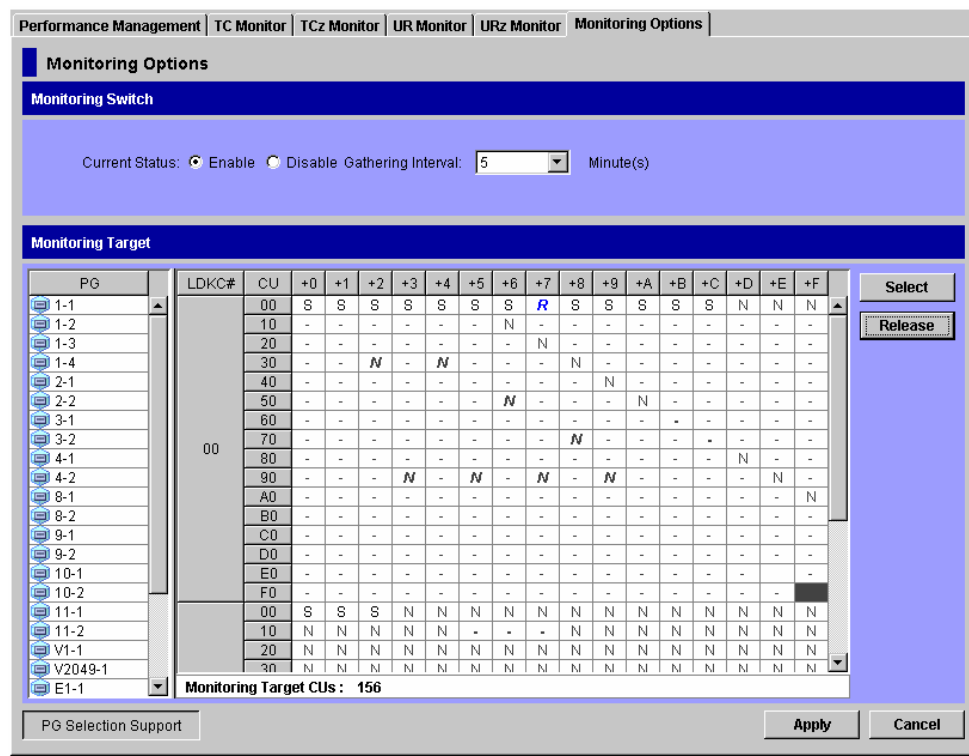 Performance Management TC Monitor TCz Monitor UR Monitor URz Monitor Monitoring Options
Monitoring Options
Monitoring Switch
Current Status: Enable Disable Gathering Interval: 5 Minute(s)
Monitoring Target
PG LDKC# CU +0 +1 +2 +3 +4 +5 +6 +7 +8 +9 +A +B +C +D +E +F Select
1-1 00 S S S S S S S R S S S S S N N N
1-2 10 - - - - - - N - - - - - - - - - Release
1-3 20 - - - - - - - N - - - - - - - -
1-4 30 - - N - N - - - N - - - - - - -
2-1 40 - - - - - - - - - N - - - - - -
2-2 50 - - - - - - N - - - N - - - - -
3-1 60 - - - - - - - - - - - - - - - -
3-2 70 - - - - - - - - N - - - - - - -
00
4-1 80 - - - - - - - - - - - - - N - -
4-2 90 - - - N - N - N - N - - - - N -
8-1 A0 - - - - - - - - - - - - - - - N
8-2 B0 - - - - - - - - - - - - - - - -
9-1 C0 - - - - - - - - - - - - - - - -
9-2 D0 - - - - - - - - - - - - - - - -
10-1 E0 - - - - - - - - - - - - - - - -
10-2 F0 - - - - - - - - - - - - - - -
11-1 00 S S S N N N N N N N N N N N N N
11-2 10 N N N N N - - - N N N N N N N N
V1-1 20 N N N N N N N N N N N N N N N N
V2049-1 30 N N N N N N N N N N N N N N N N
E1-1 Monitoring Target CUs : 156
PG Selection Support Apply Cancel